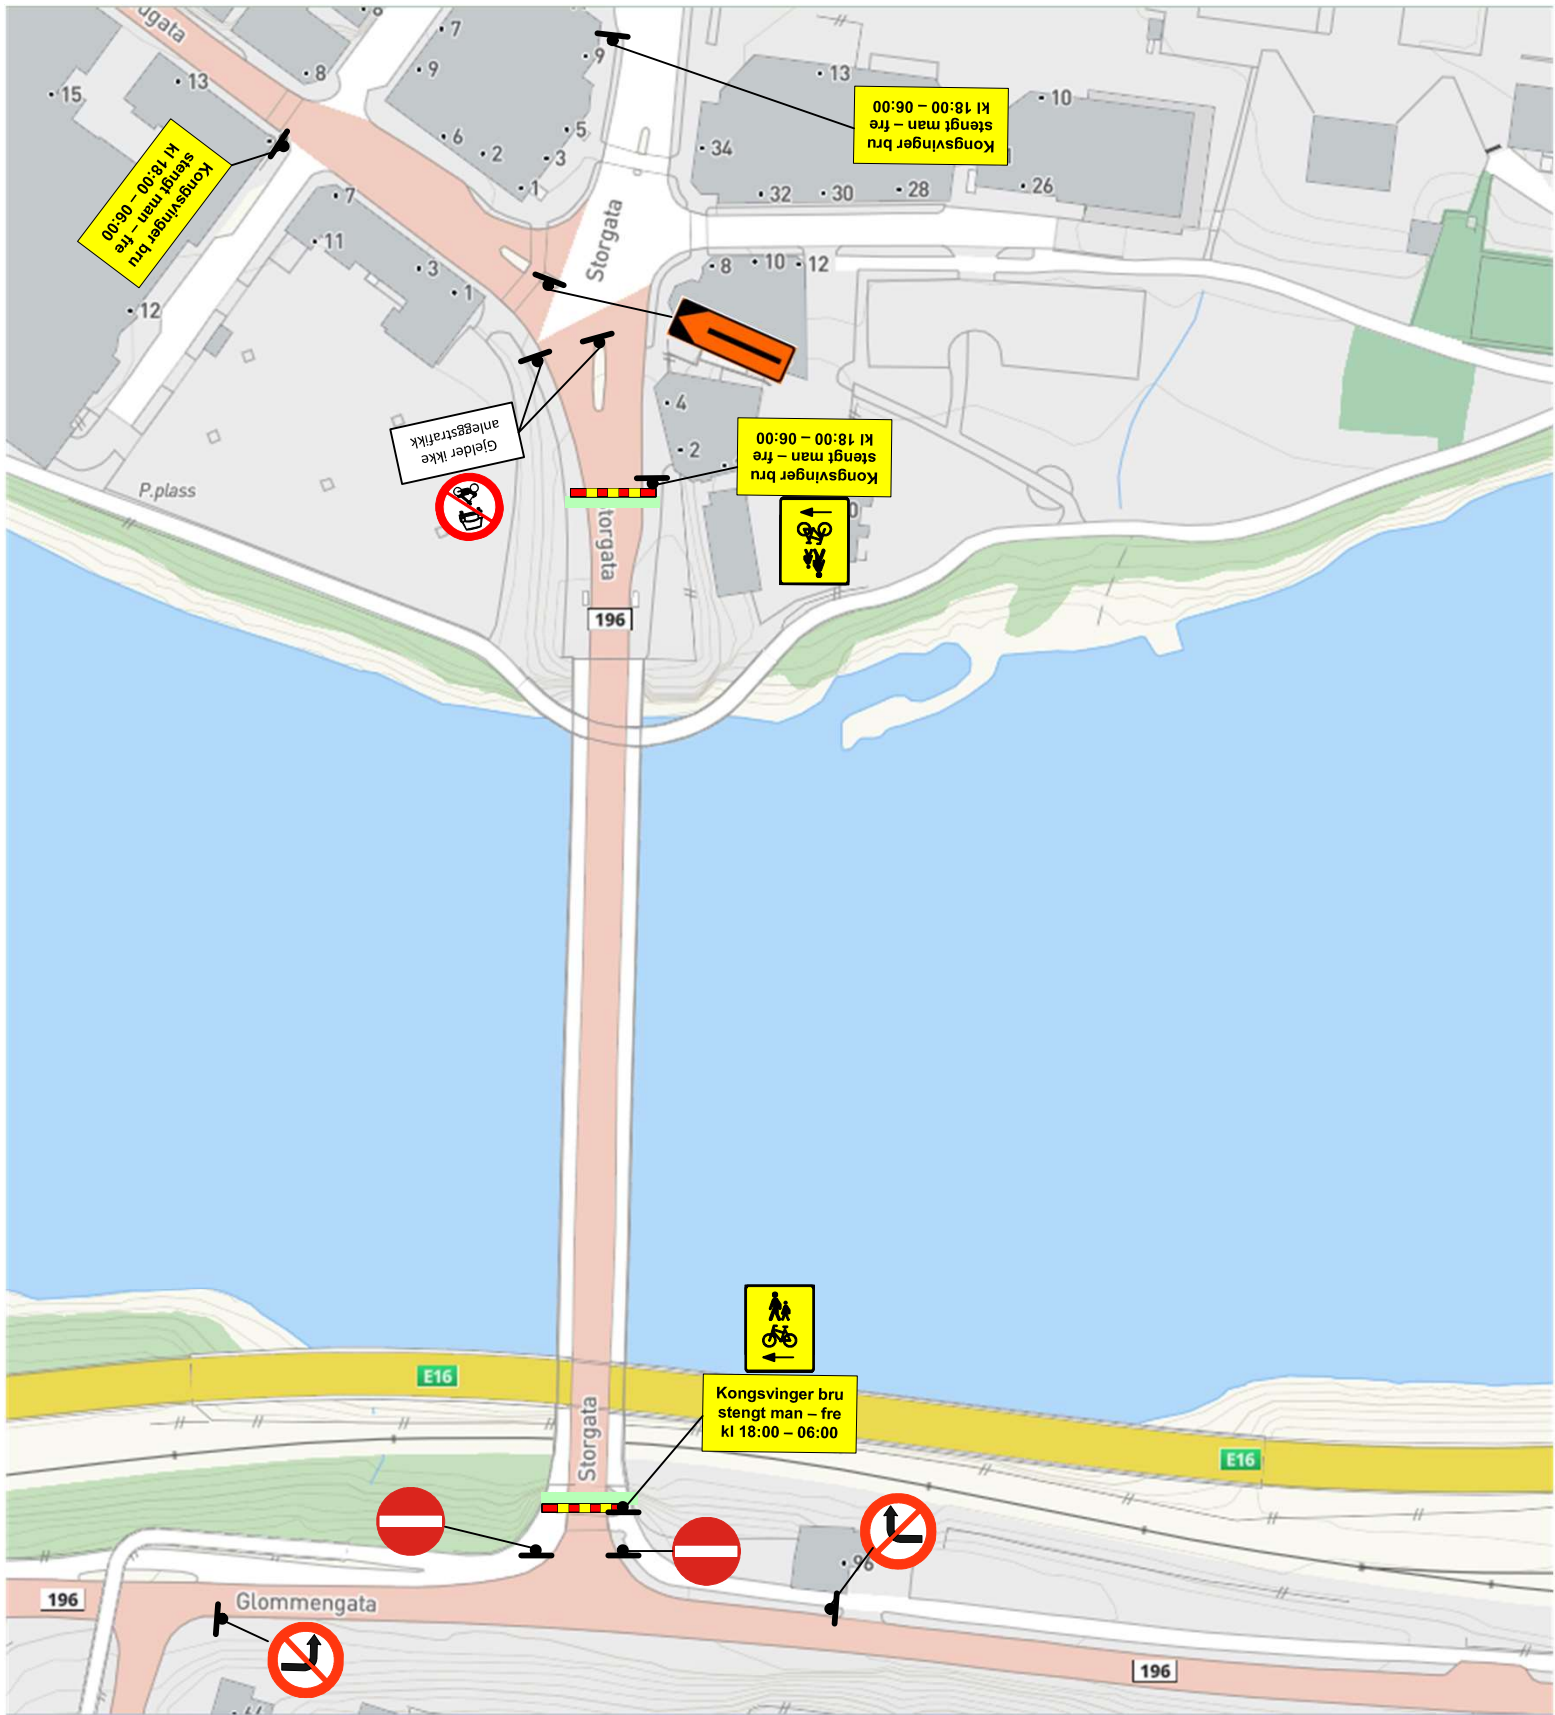 8
7
13
8
9
9
15
13
10
Kongsvinger bru
stengt man – fre
kl 18:00 – 06:00
6
2
5
3
1
34
32
30
28
26
Kongsvinger bru
stengt man – fre
kl 18:00 – 06:00
7
11
3
1
12
Storgata
8
10
12
Gjelder ikke
anleggstrafikk
4
2
Kongsvinger bru
stengt man – fre
kl 18:00 – 06:00
P.plass
torgata
196
E16
Kongsvinger bru
stengt man – fre
kl 18:00 – 06:00
Storgata
E16
96
196
Glommengata
196